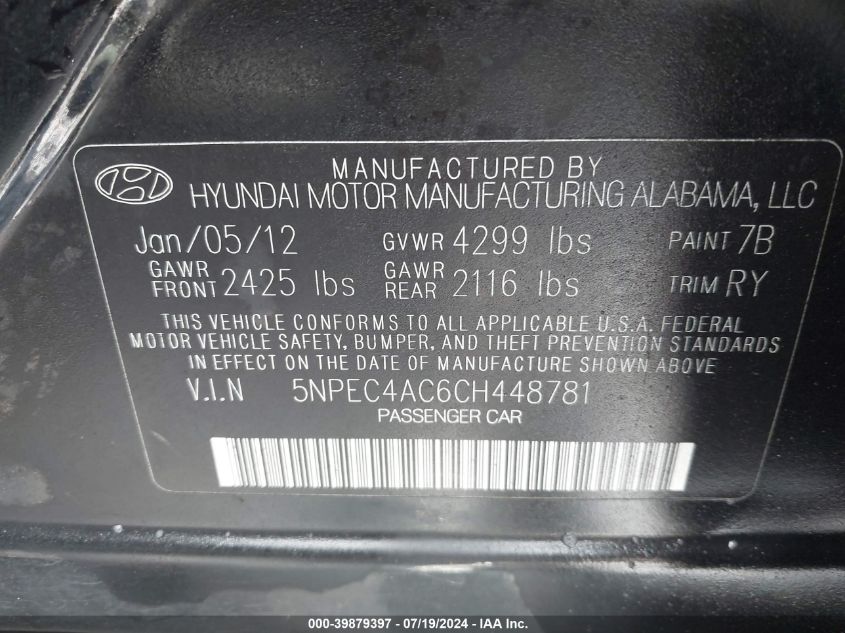 MANUFACTURED BY
HYUNDAI MOTOR MANUFACTURING ALABAMA, LLC
Jan/05/12 GVWR 4299 lbs PAINT 7B
GAWR FRONT 2425 lbs GAWR REAR 2116 lbs TRIM RY
THIS VEHICLE CONFORMS TO ALL APPLICABLE U.S.A. FEDERAL
MOTOR VEHICLE SAFETY, BUMPER, AND THEFT PREVENTION STANDARDS
IN EFFECT ON THE DATE OF MANUFACTURE SHOWN ABOVE
V.I.N 5NPEC4AC6CH448781
PASSENGER CAR
000-39879397 - 07/19/2024 - IAA Inc.